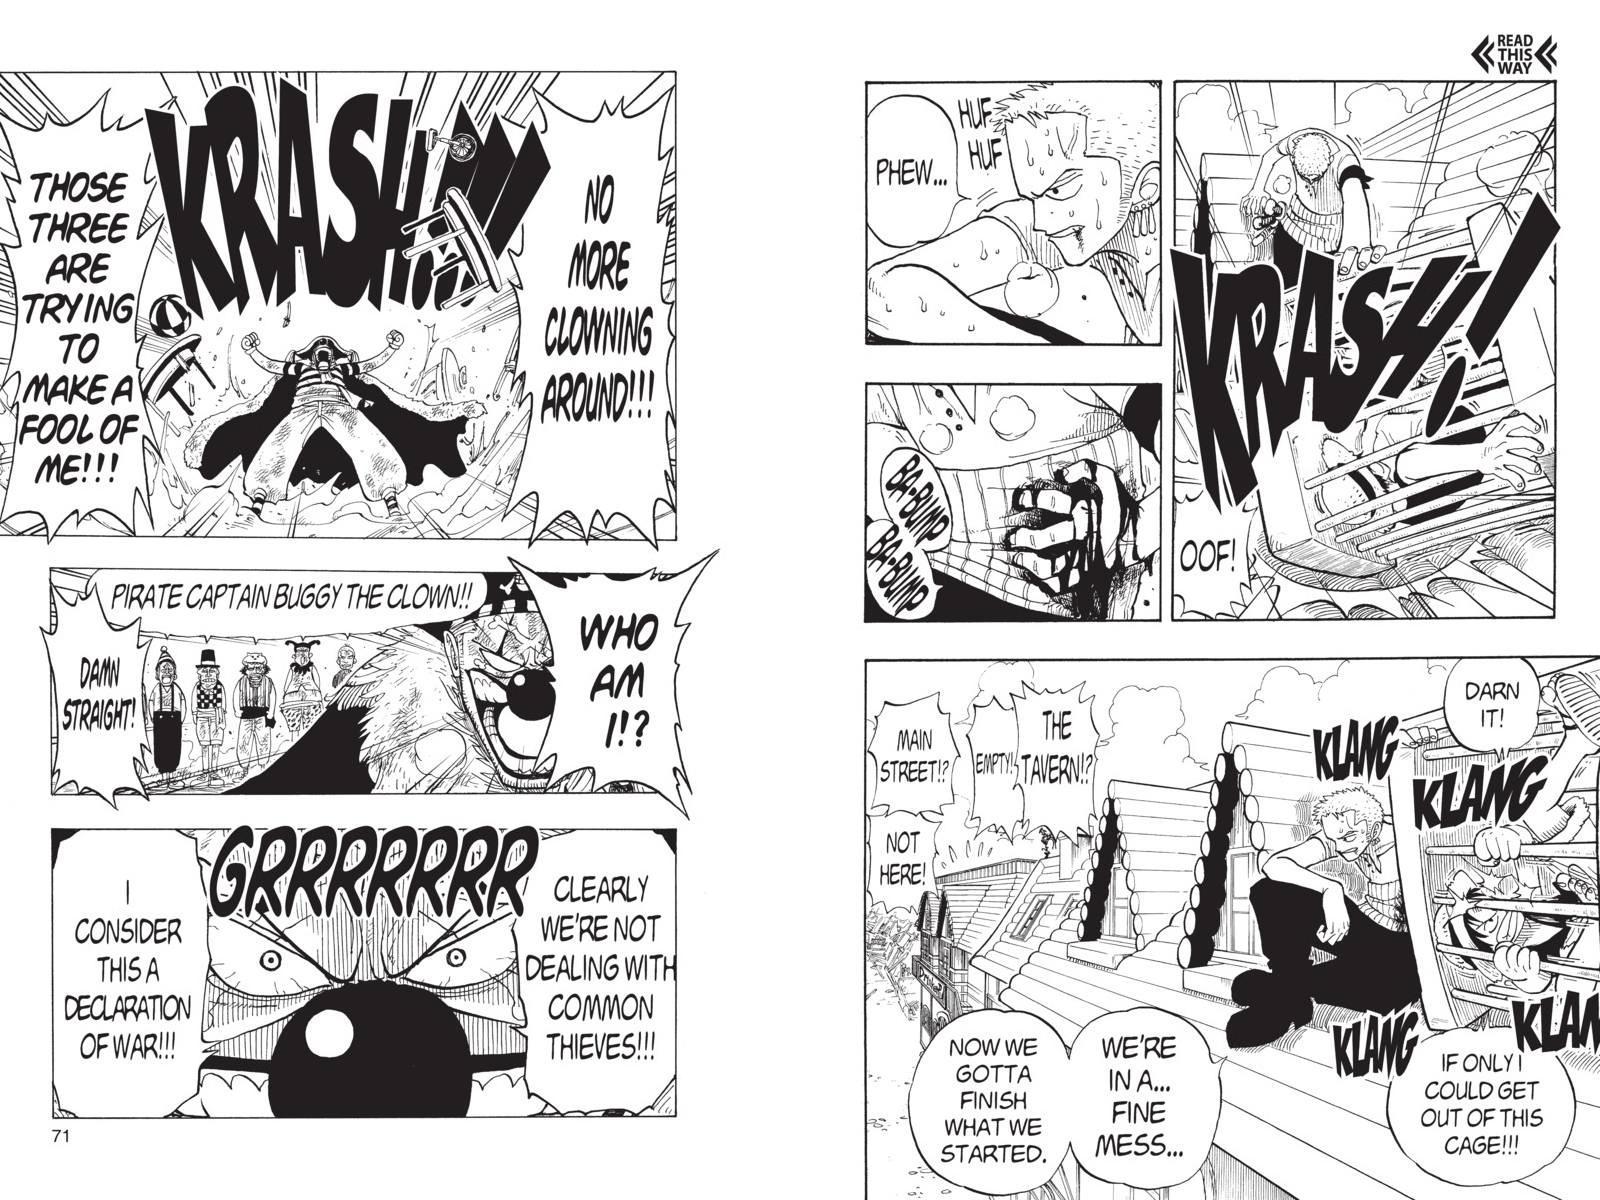 READ
THIS
WAY
KRASH!!
OOF!
HUF
HUF
PHEW...
BA-BUMP
BA-BUMP
DARN
IT!
KLANG
KLANG
KLANG
KLAN
IF ONLY I
COULD GET
OUT OF THIS
CAGE!!!
THE
TAVERN!?
EMPTY!
MAIN
STREET!?
NOT
HERE!
WE'RE
IN A...
FINE
MESS...
NOW WE
GOTTA
FINISH
WHAT WE
STARTED.
NO
MORE
CLOWNING
AROUND!!!
KRASH!!!
THOSE
THREE
ARE
TRYING
TO
MAKE A
FOOL OF
ME!!!
WHO
AM
I!?
PIRATE CAPTAIN BUGGY THE CLOWN!!
DAMN
STRAIGHT!
CLEARLY
WE'RE NOT
DEALING WITH
COMMON
THIEVES!!!
GRRRRRRR
I
CONSIDER
THIS A
DECLARATION
OF WAR!!!
71